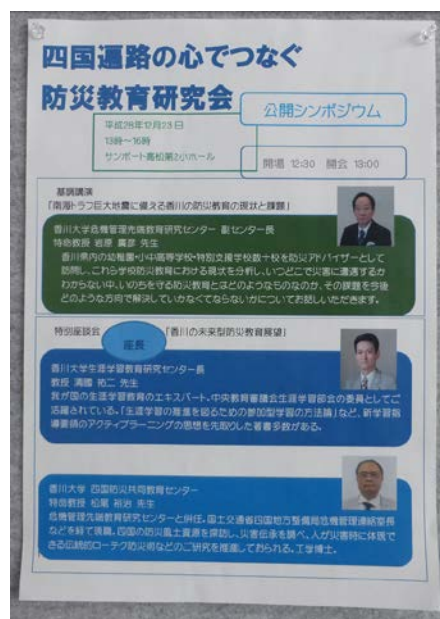 四国遍路の心でつなぐ
防災教育研究会
公開シンポジウム
平成28年12月23日
13時～16時
サンポート高松第2小ホール
開場 12:30 開会 13:00
基調講演
「南海トラフ巨大地震に備える香川の防災教育の現状と課題」
香川大学危機管理先端教育研究センター 副センター長
特命教授 岩原 廣彦 先生
香川県内の幼稚園・小中高等学校・特別支援学校数十校を防災アドバイザーとして
訪問し、これら学校防災教育における現状を分析し、いつどこで災害に遭遇するか
わからない中、いのちを守る防災教育とはどのようなものなのか、その課題を今後
どのような方向で解決していかなくてならないかについてお話しいただきます。
特別座談会 「香川の未来型防災教育展望」
座長
香川大学生涯学習教育研究センター長
教授 清國 祐二 先生
我が国の生涯学習教育のエキスパート。中央教育審議会生涯学習部会の委員としてご
活躍されている。「生涯学習の推進を図るための参加型学習の方法論」など、新学習指
導要領のアクティブラーニングの思想を先取りした著書多数がある。
香川大学 四国防災共同教育センター
特命教授 松尾 裕治 先生
危機管理先端教育研究センターと併任。国土交通省四国地方整備局危機管理連絡室長
などを経て現職。四国の防災風土資源を探訪し、災害伝承を調べ、人が災害時に体現で
きる伝統的ローテク防災術などのご研究を推進しておられる。工学博士。